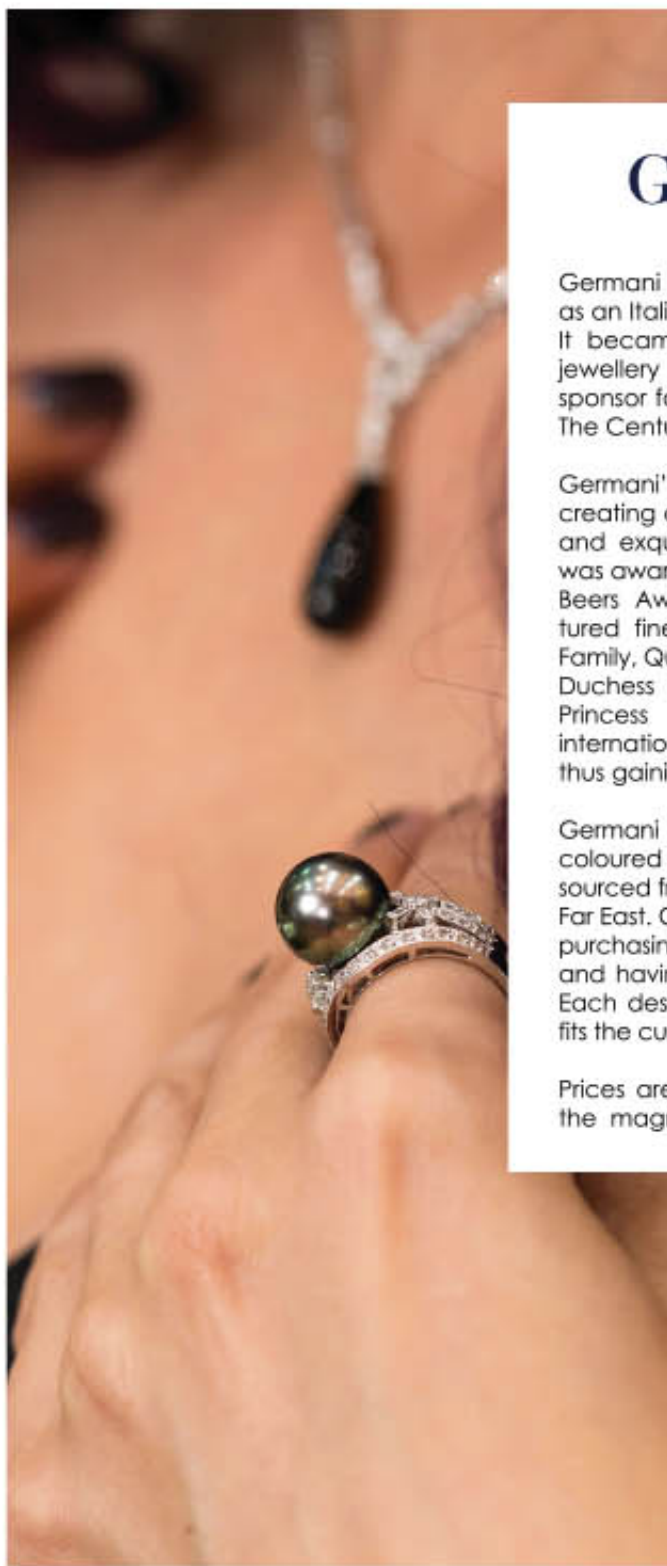 G
Germani
as an Itali
It becam
jewellery
sponsor fo
The Centu
Germani'
creating
and exqu
was awar
Beers Aw
tured fine
Family, Qu
Duchess
Princess
internatio
thus gaini
Germani
coloured
sourced fr
Far East.
purchasin
and havin
Each des
fits the cu
Prices are
the magn